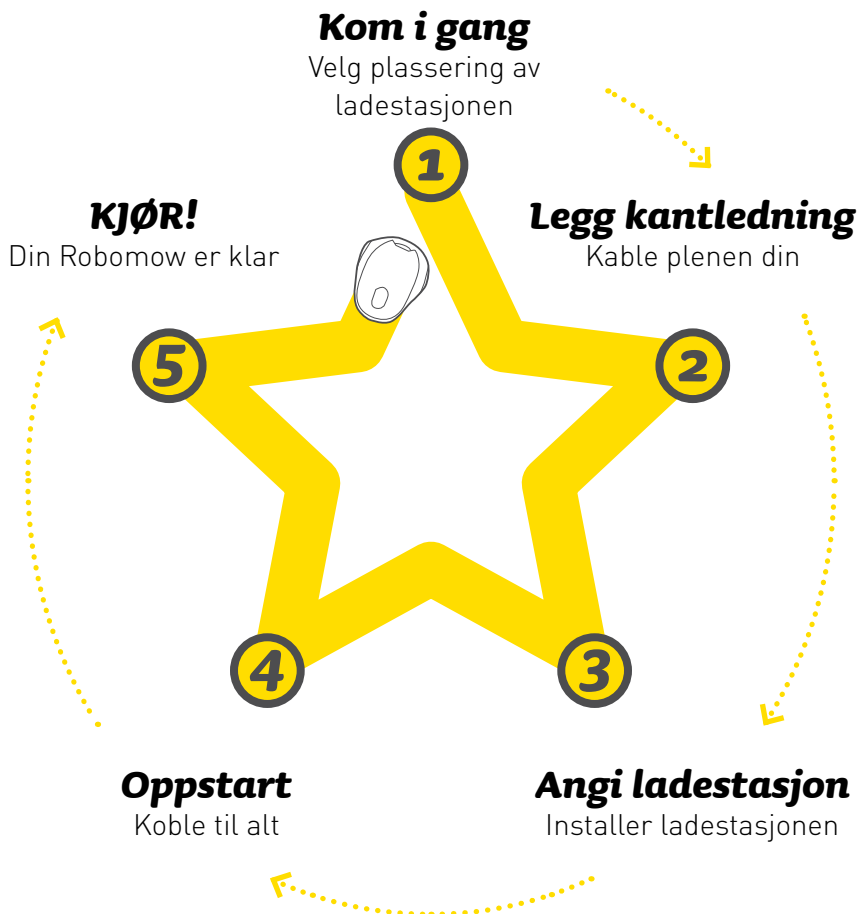 Kom i gang
Velg plassering av
ladestasjonen
1
Legg kantledning
Kable plenen din
2
Angi ladestasjon
Installer ladestasjonen
3
Oppstart
Koble til alt
4
KJØR!
Din Robomow er klar
5